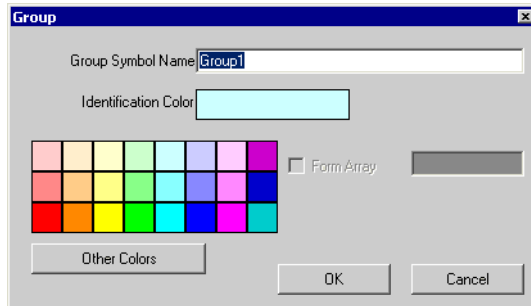 Group
Group Symbol Name Group1
Identification Color
Form Array
Other Colors
OK Cancel